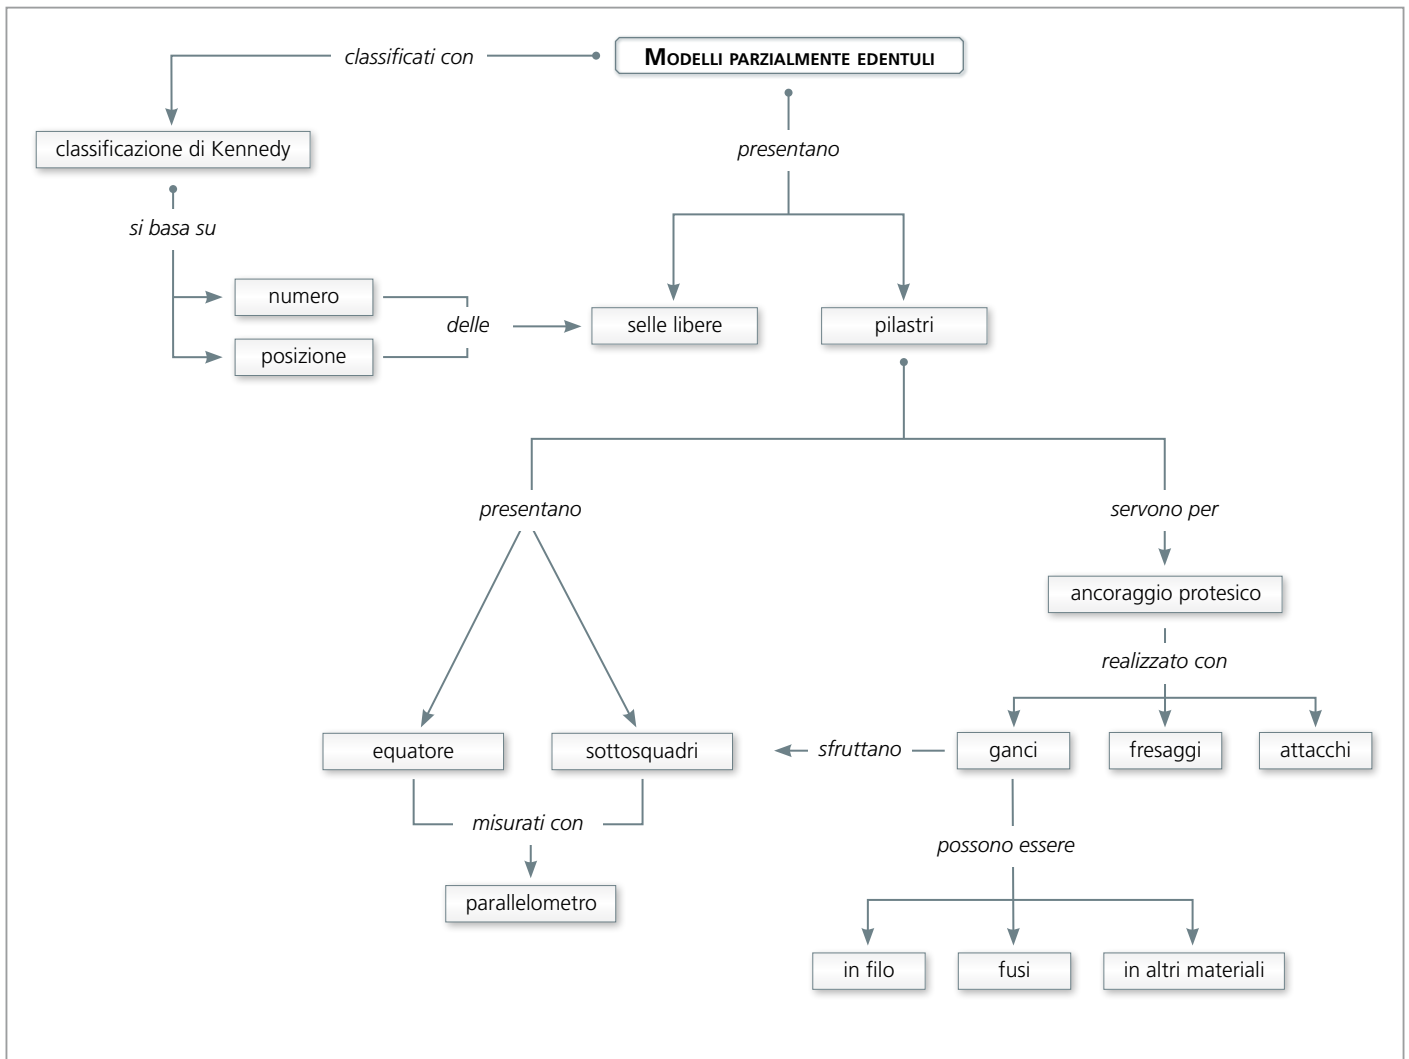 classificati con
MODELLI PARZIALMENTE EDENTULI
classificazione di Kennedy
presentano
si basa su
numero
delle
selle libere
pilastri
posizione
presentano
servono per
ancoraggio protesico
realizzato con
equatore
sottosquadri
sfruttano
ganci
fresaggi
attacchi
misurati con
possono essere
parallelometro
in filo
fusi
in altri materiali